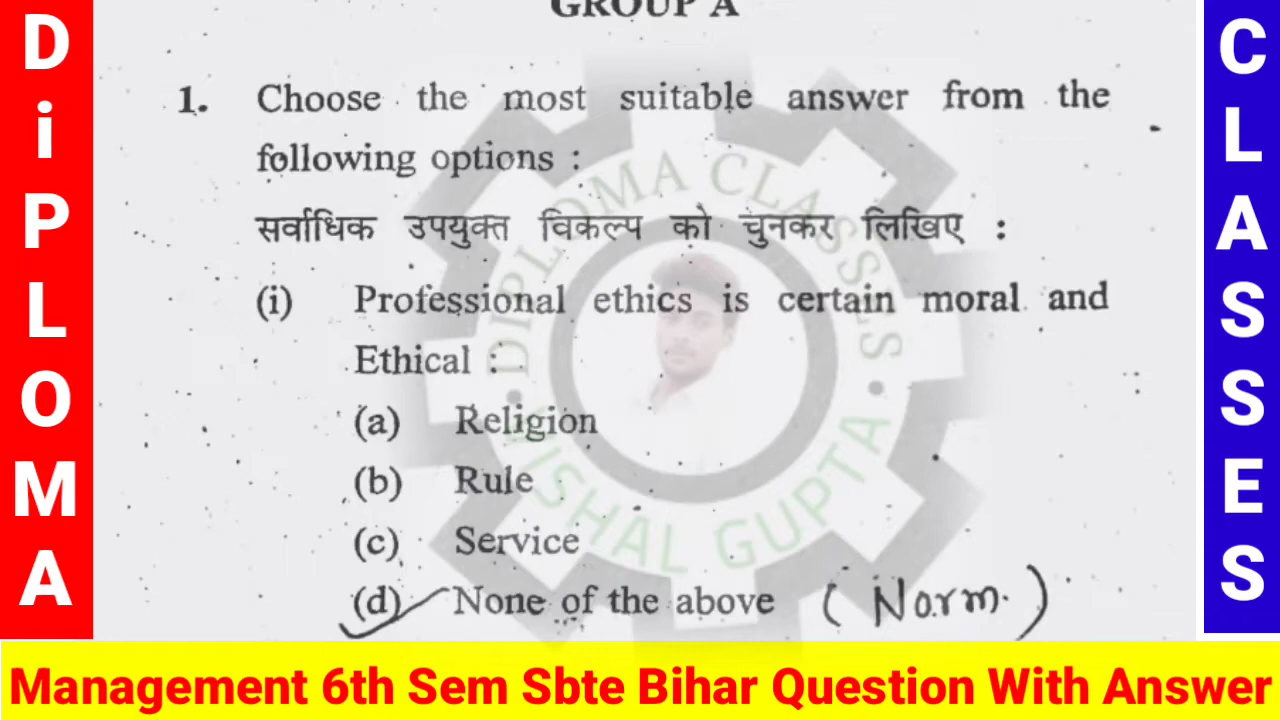 DiPLOMA
CLASSES
GROUP A
1. Choose the most suitable answer from the
following options :
सर्वाधिक उपयुक्त विकल्प को चुनकर लिखिए :
(i) Professional ethics is certain moral and
Ethical :
(a) Religion
(b) Rule
(c) Service
(d) None of the above (Norm.)
DIPLOMA CLASSES
VISHAL GUPTA
Management 6th Sem Sbte Bihar Question With Answer